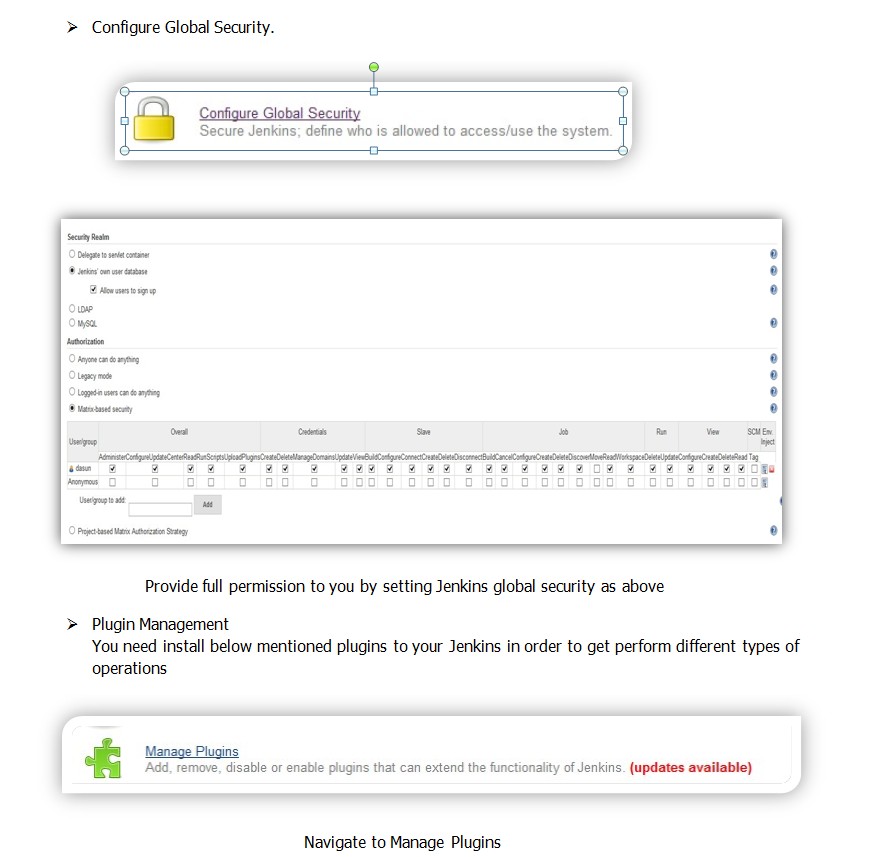 Configure Global Security.
Configure Global Security
Secure Jenkins; define who is allowed to access/use the system.
Security Realm
Delegate to servlet container
Jenkins' own user database
Allow users to sign up
LDAP
MySQL
Authorization
Anyone can do anything
Legacy mode
Logged-in users can do anything
Matrix-based security
User/group Overall Credentials Slave Job Run View SCM Env. Inject
Administer Configure UpdateCenter Read RunScripts UploadPlugins Create Delete ManageDomains Update View Build Configure Connect Create Delete Disconnect Build Cancel Configure Create Delete Discover Move Read Workspace Delete Update Configure Create Delete Read Tag
dasun
Anonymous
User/group to add:
Add
Project-based Matrix Authorization Strategy
Provide full permission to you by setting Jenkins global security as above
Plugin Management
You need install below mentioned plugins to your Jenkins in order to get perform different types of
operations
Manage Plugins
Add, remove, disable or enable plugins that can extend the functionality of Jenkins. (updates available)
Navigate to Manage Plugins